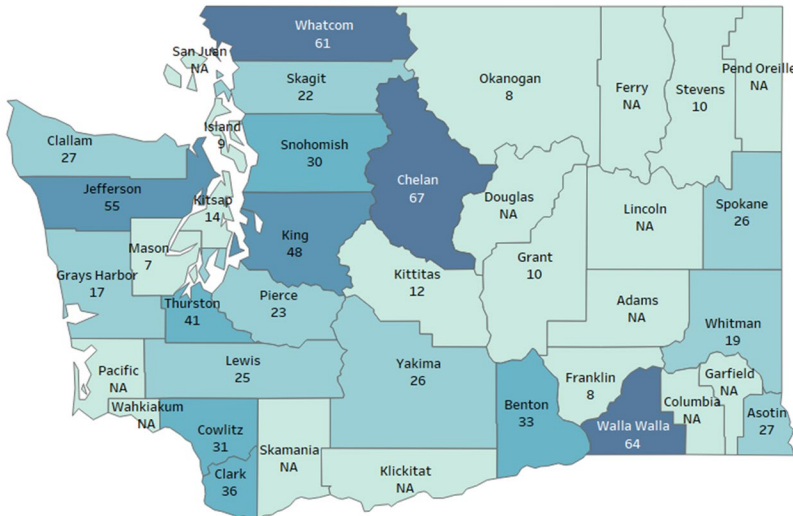 Whatcom
61
San Juan
NA
Skagit
22
Okanogan
8
Ferry
NA
Stevens
10
Pend Oreille
NA
Island
9
Clallam
27
Snohomish
30
Jefferson
55
Kitsap
14
Chelan
67
Douglas
NA
Lincoln
NA
Spokane
26
Mason
7
King
48
Grays Harbor
17
Kittitas
12
Grant
10
Thurston
41
Pierce
23
Adams
NA
Whitman
19
Pacific
NA
Lewis
25
Yakima
26
Franklin
8
Garfield
NA
Wahkiakum
NA
Benton
33
Columbia
NA
Asotin
27
Cowlitz
31
Walla Walla
64
Skamania
NA
Clark
36
Klickitat
NA